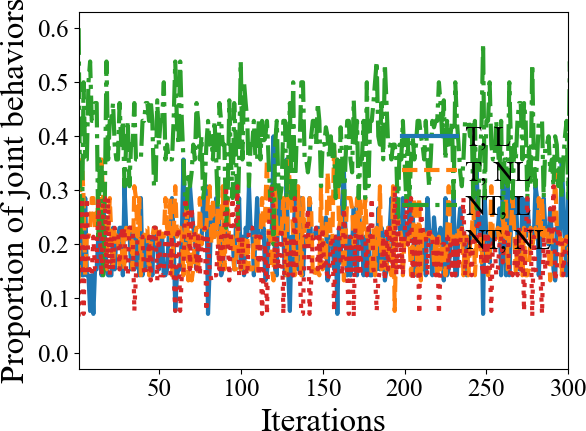 Proportion of joint behaviors
0.6
0.5
0.4
0.3
0.2
0.1
0.0
T, L
T, NL
NT, L
NT, NL
50
100
150
200
250
300
Iterations